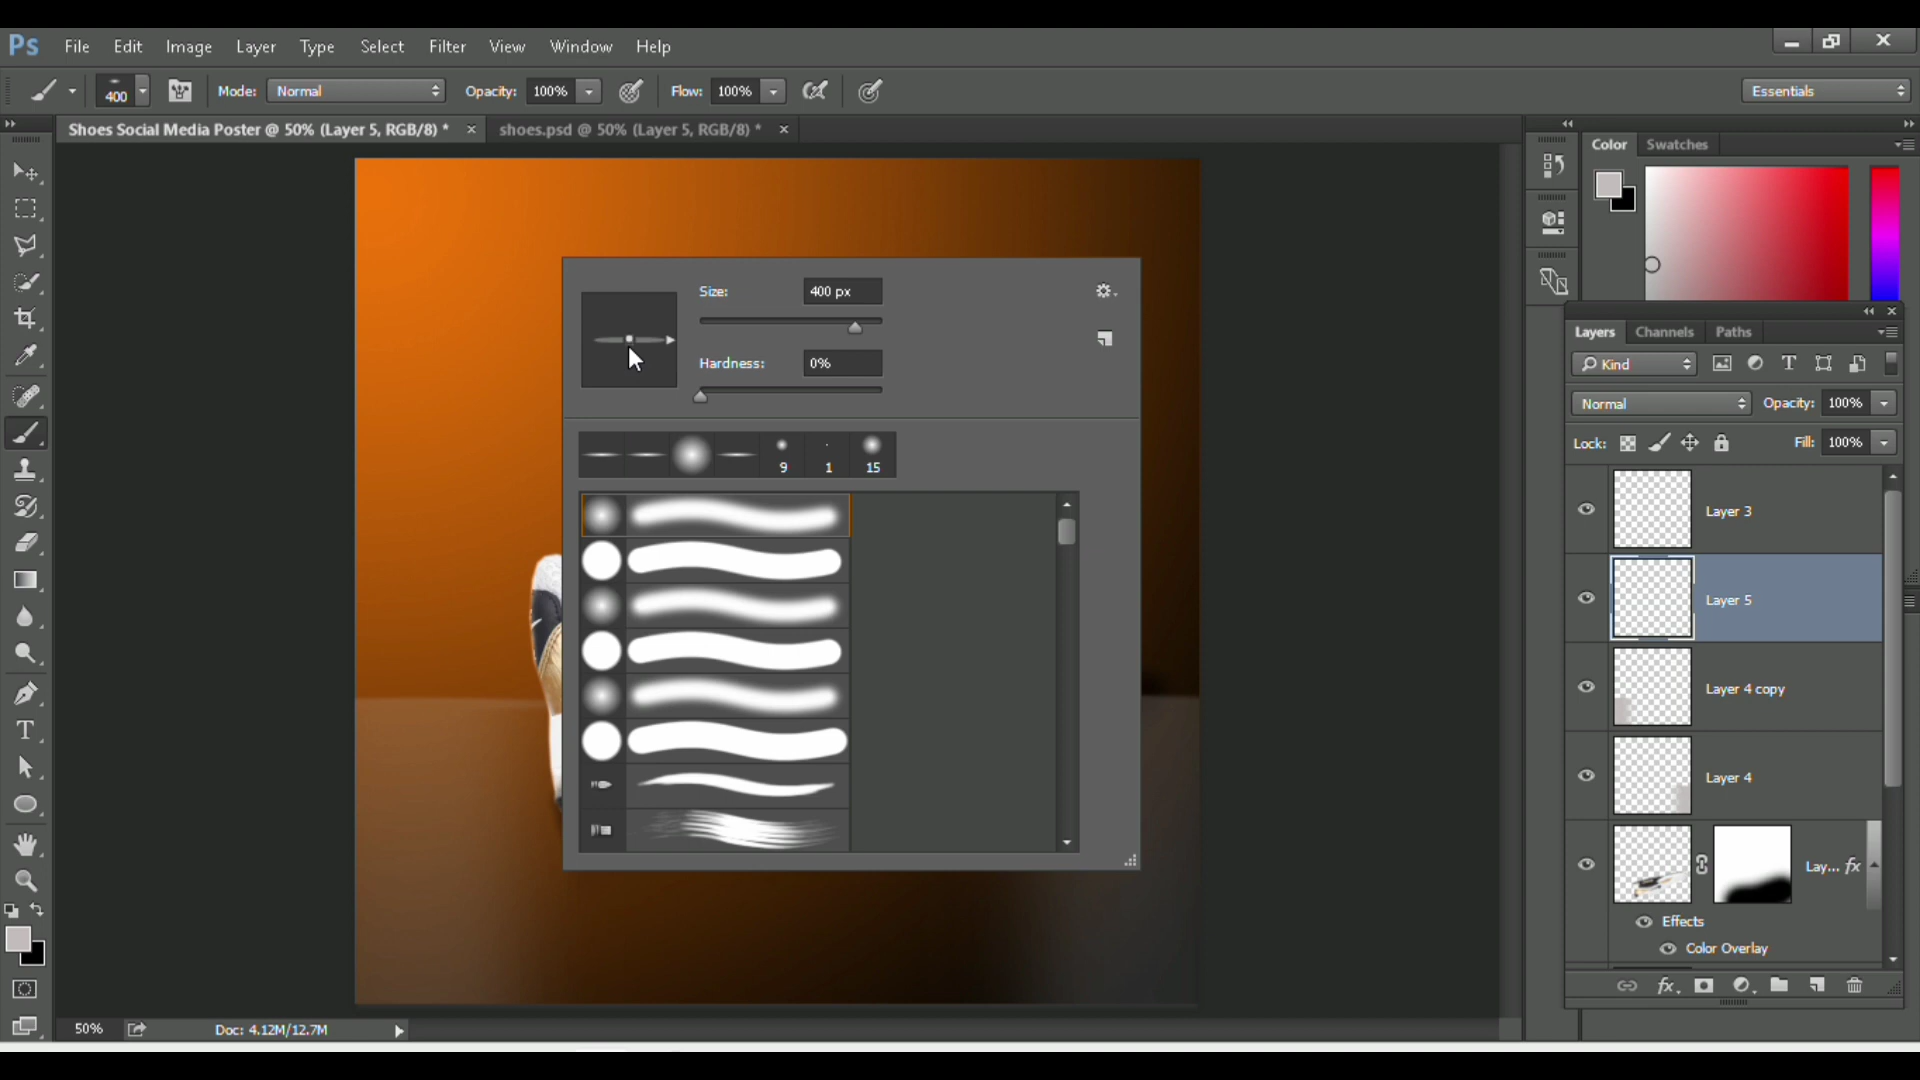 Ps File Edit Image Layer Type Select Filter View Window Help
400 Mode: Normal Opacity: 100% Flow: 100% Essentials
Shoes Social Media Poster @ 50% (Layer 5, RGB/8) * × shoes.psd @ 50% (Layer 5, RGB/8) * ×
Color Swatches
Size: 400 px
Hardness: 0%
9 1 15
Layers Channels Paths
Kind
Normal Opacity: 100%
Lock: Fill: 100%
Layer 3
Layer 5
Layer 4 copy
Layer 4
Lay... fx
Effects
Color Overlay
fx
50% Doc: 4.12M/12.7M